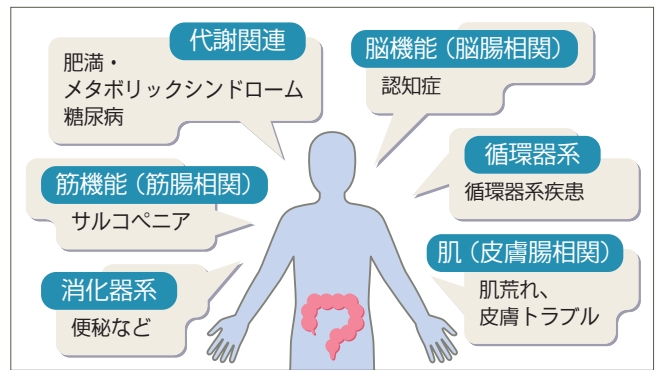 代謝関連
肥満・
メタボリックシンドローム
糖尿病
脳機能（脳腸相関）
認知症
筋機能（筋腸相関）
サルコペニア
循環器系
循環器系疾患
消化器系
便秘など
肌（皮膚腸相関）
肌荒れ、
皮膚トラブル